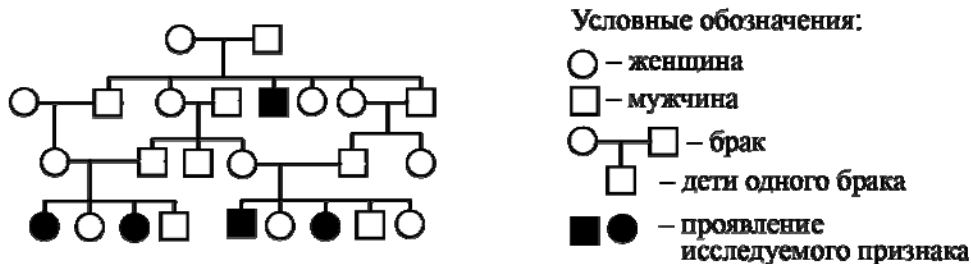 Условные обозначения:
– женщина
– мужчина
– брак
– дети одного брака
– проявление
исследуемого признака